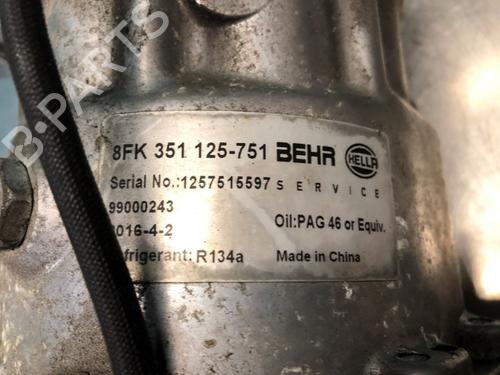 B-PARTS
8FK 351 125-751 BEHR HELLA
Serial No.:1257515597 SERVICE
99000243
016-4-2 Oil:PAG 46 or Equiv.
frigerant: R134a Made in China